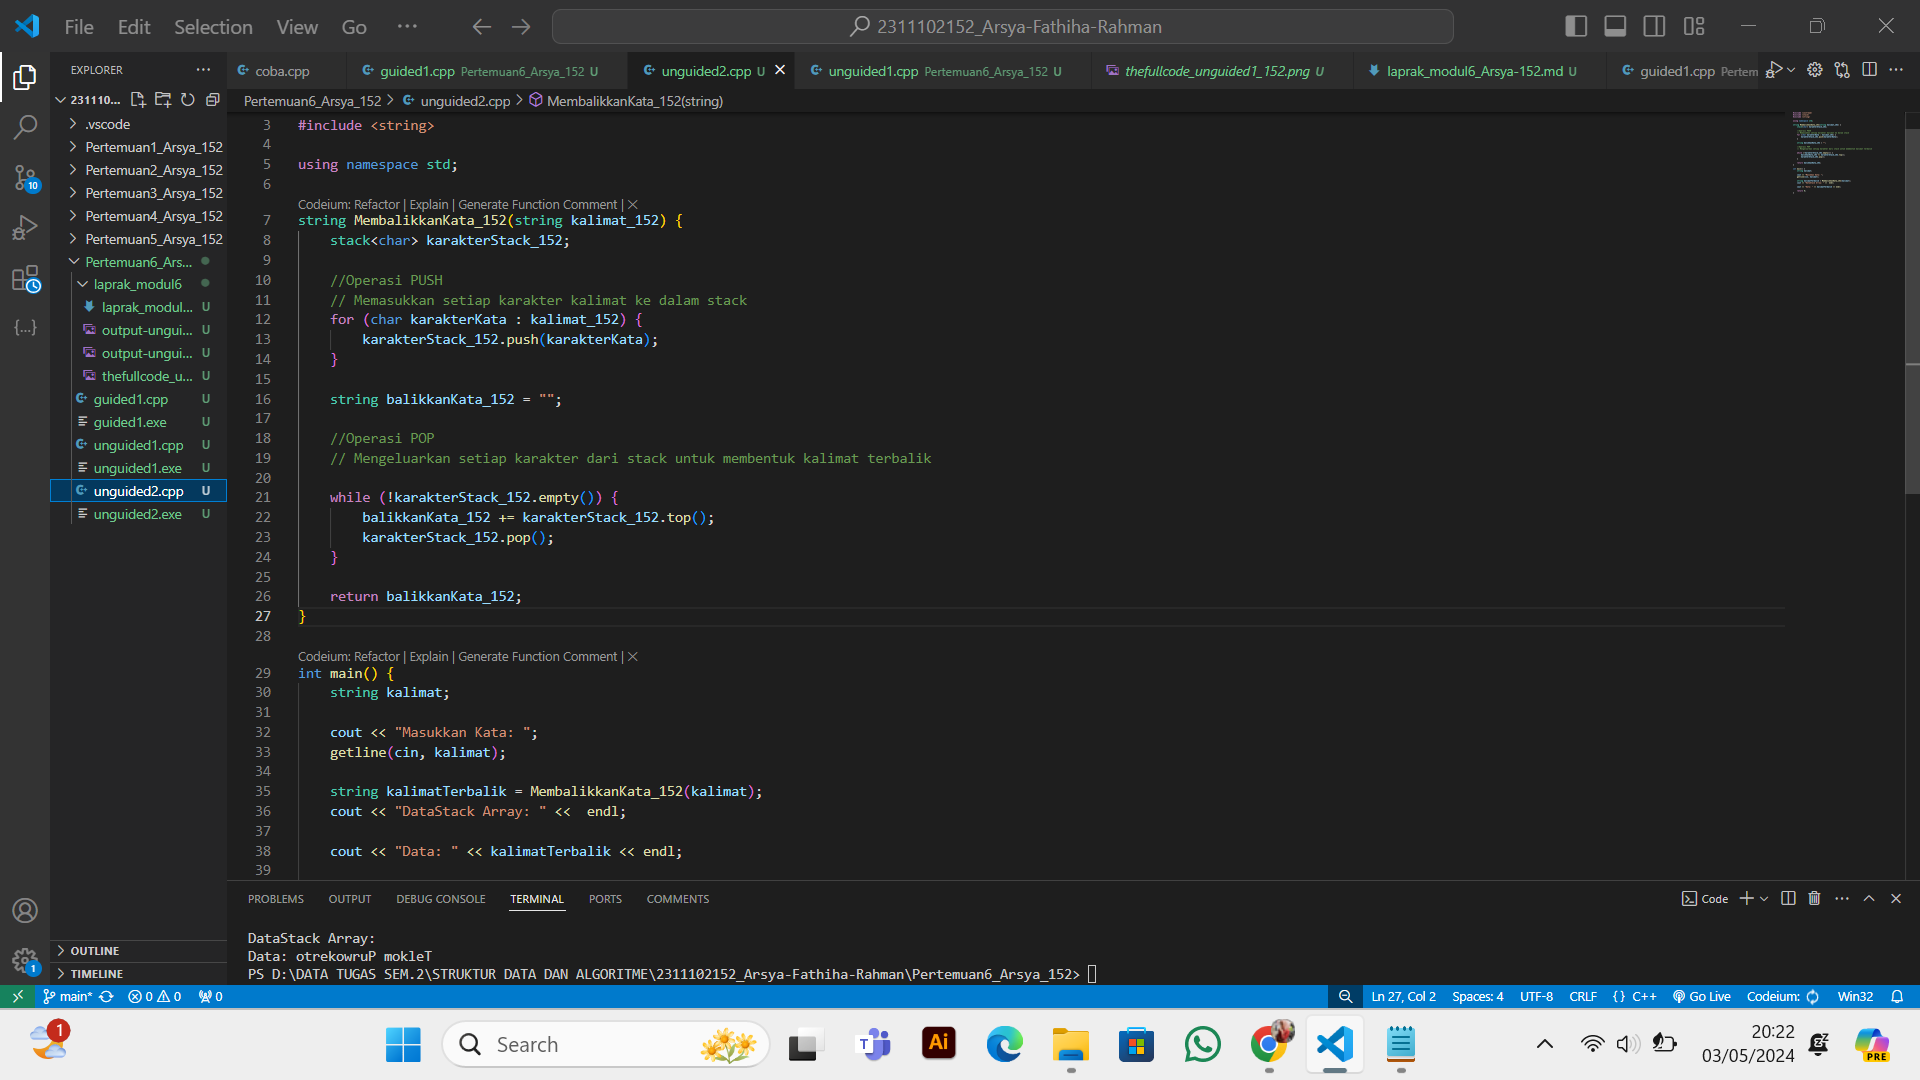 File Edit Selection View Go ··· 2311102152_Arsya-Fathiha-Rahman
EXPLORER ···
coba.cpp guided1.cpp Pertemuan6_Arsya_152 U unguided2.cpp U unguided1.cpp Pertemuan6_Arsya_152 U thefullcode_unguided1_152.png U laprak_modul6_Arsya-152.md U guided1.cpp Pertem
Pertemuan6_Arsya_152 > unguided2.cpp > MembalikkanKata_152(string)
231110...
.vscode
Pertemuan1_Arsya_152
Pertemuan2_Arsya_152
Pertemuan3_Arsya_152
Pertemuan4_Arsya_152
Pertemuan5_Arsya_152
Pertemuan6_Ars...
laprak_modul6
laprak_modul... U
output-ungui... U
output-ungui... U
thefullcode_u... U
guided1.cpp U
guided1.exe U
unguided1.cpp U
unguided1.exe U
unguided2.cpp U
unguided2.exe U
OUTLINE
TIMELINE
10
1
3 #include <string>
4
5 using namespace std;
6
Codeium: Refactor | Explain | Generate Function Comment | X
7 string MembalikkanKata_152(string kalimat_152) {
8 stack<char> karakterStack_152;
9
10 //Operasi PUSH
11 // Memasukkan setiap karakter kalimat ke dalam stack
12 for (char karakterKata : kalimat_152) {
13 karakterStack_152.push(karakterKata);
14 }
15
16 string balikkanKata_152 = "";
17
18 //Operasi POP
19 // Mengeluarkan setiap karakter dari stack untuk membentuk kalimat terbalik
20
21 while (!karakterStack_152.empty()) {
22 balikkanKata_152 += karakterStack_152.top();
23 karakterStack_152.pop();
24 }
25
26 return balikkanKata_152;
27 }
28
Codeium: Refactor | Explain | Generate Function Comment | X
29 int main() {
30 string kalimat;
31
32 cout << "Masukkan Kata: ";
33 getline(cin, kalimat);
34
35 string kalimatTerbalik = MembalikkanKata_152(kalimat);
36 cout << "DataStack Array: " <<  endl;
37
38 cout << "Data: " << kalimatTerbalik << endl;
39
PROBLEMS OUTPUT DEBUG CONSOLE TERMINAL PORTS COMMENTS Code
DataStack Array:
Data: otrekowruP mokleT
PS D:\DATA TUGAS SEM.2\STRUKTUR DATA DAN ALGORITME\2311102152_Arsya-Fathiha-Rahman\Pertemuan6_Arsya_152>
main* 0 0 0 Ln 27, Col 2 Spaces: 4 UTF-8 CRLF {} C++ Go Live Codeium: Win32
1 Search T Ai 20:22
03/05/2024
PRE